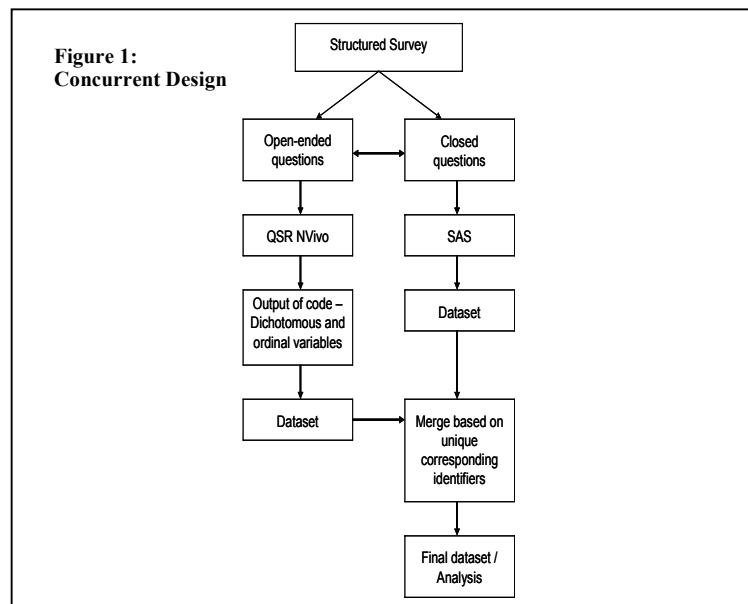 Figure 1:
Concurrent Design
Structured Survey
Open-ended
questions
Closed
questions
QSR NVivo
SAS
Output of code –
Dichotomous and
ordinal variables
Dataset
Dataset
Merge based on
unique
corresponding
identifiers
Final dataset /
Analysis